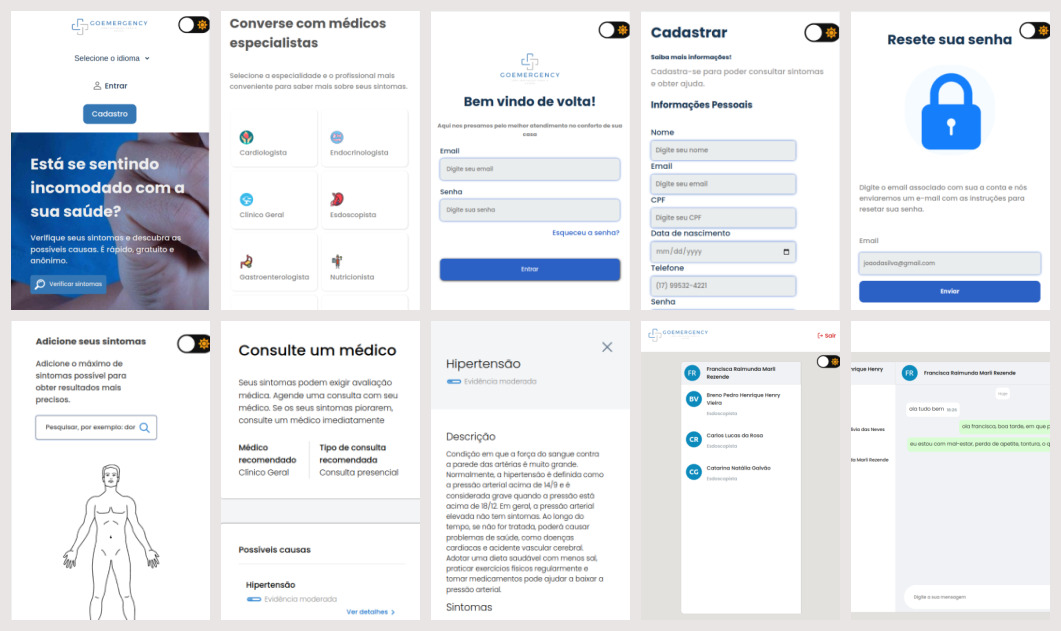 GOEMERGENCY
Selecione o idioma
Entrar
Cadastro
Está se sentindo
incomodado com a
sua saúde?
Verifique seus sintomas e descubra as
possíveis causas. É rápido, gratuito e
anônimo.
Verificar sintomas
Converse com médicos
especialistas
Selecione a especialidade e o profissional mais
conveniente para saber mais sobre seus sintomas.
Cardiologista
Endocrinologista
Clínico Geral
Esdoscopista
Gastroenterologista
Nutricionista
GOEMERGENCY
Bem vindo de volta!
Aqui nos prezamos pelo melhor atendimento no conforto de sua
casa
Email
Digite seu email
Senha
Digite sua senha
Esqueceu a senha?
Entrar
Cadastrar
Saiba mais informações!
Cadastra-se para poder consultar sintomas
e obter ajuda.
Informações Pessoais
Nome
Digite seu nome
Email
Digite seu email
CPF
Digite seu CPF
Data de nascimento
mm/dd/yyyy
Telefone
(17) 99532-4221
Senha
Resete sua senha
Digite o email associado com sua a conta e nós
enviaremos um e-mail com as instruções para
resetar sua senha.
Email
joaodasilva@gmail.com
Enviar
Adicione seus sintomas
Adicione o máximo de
sintomas possível para
obter resultados mais
precisos.
Pesquisar, por exemplo: dor
Consulte um médico
Seus sintomas podem exigir avaliação
médica. Agende uma consulta com seu
médico. Se os seus sintomas piorarem,
consulte um médico imediatamente
Médico
recomendado
Clínico Geral
Tipo de consulta
recomendada
Consulta presencial
Possíveis causas
Hipertensão
Evidência moderada
Ver detalhes
Hipertensão
Evidência moderada
Descrição
Condição em que a força do sangue contra
a parede das artérias é muito grande.
Normalmente, a hipertensão é definida como
a pressão arterial acima de 14/9 e é
considerada grave quando a pressão está
acima de 18/12. Em geral, a pressão arterial
elevada não tem sintomas. Ao longo do
tempo, se não for tratada, poderá causar
problemas de saúde, como doenças
cardíacas e acidente vascular cerebral.
Adotar uma dieta saudável com menos sal,
praticar exercícios físicos regularmente e
tomar medicamentos pode ajudar a baixar a
pressão arterial.
Sintomas
GOEMERGENCY
Sair
FR
Francisca Raimunda Marli
Rezende
BV
Breno Pedro Henrique Henry
Vieira
Esdoscopista
CR
Carlos Lucas da Rosa
Esdoscopista
CG
Catarina Natália Galvão
Esdoscopista
rique Henry
ívia das Neves
a Marli Rezende
FR
Francisca Raimunda Marli Rezende
ola tudo bem
ola francisca, boa tarde, em que p
eu estou com mal-estar, perda de apetite, tontura, o q
Digite a sua mensagem